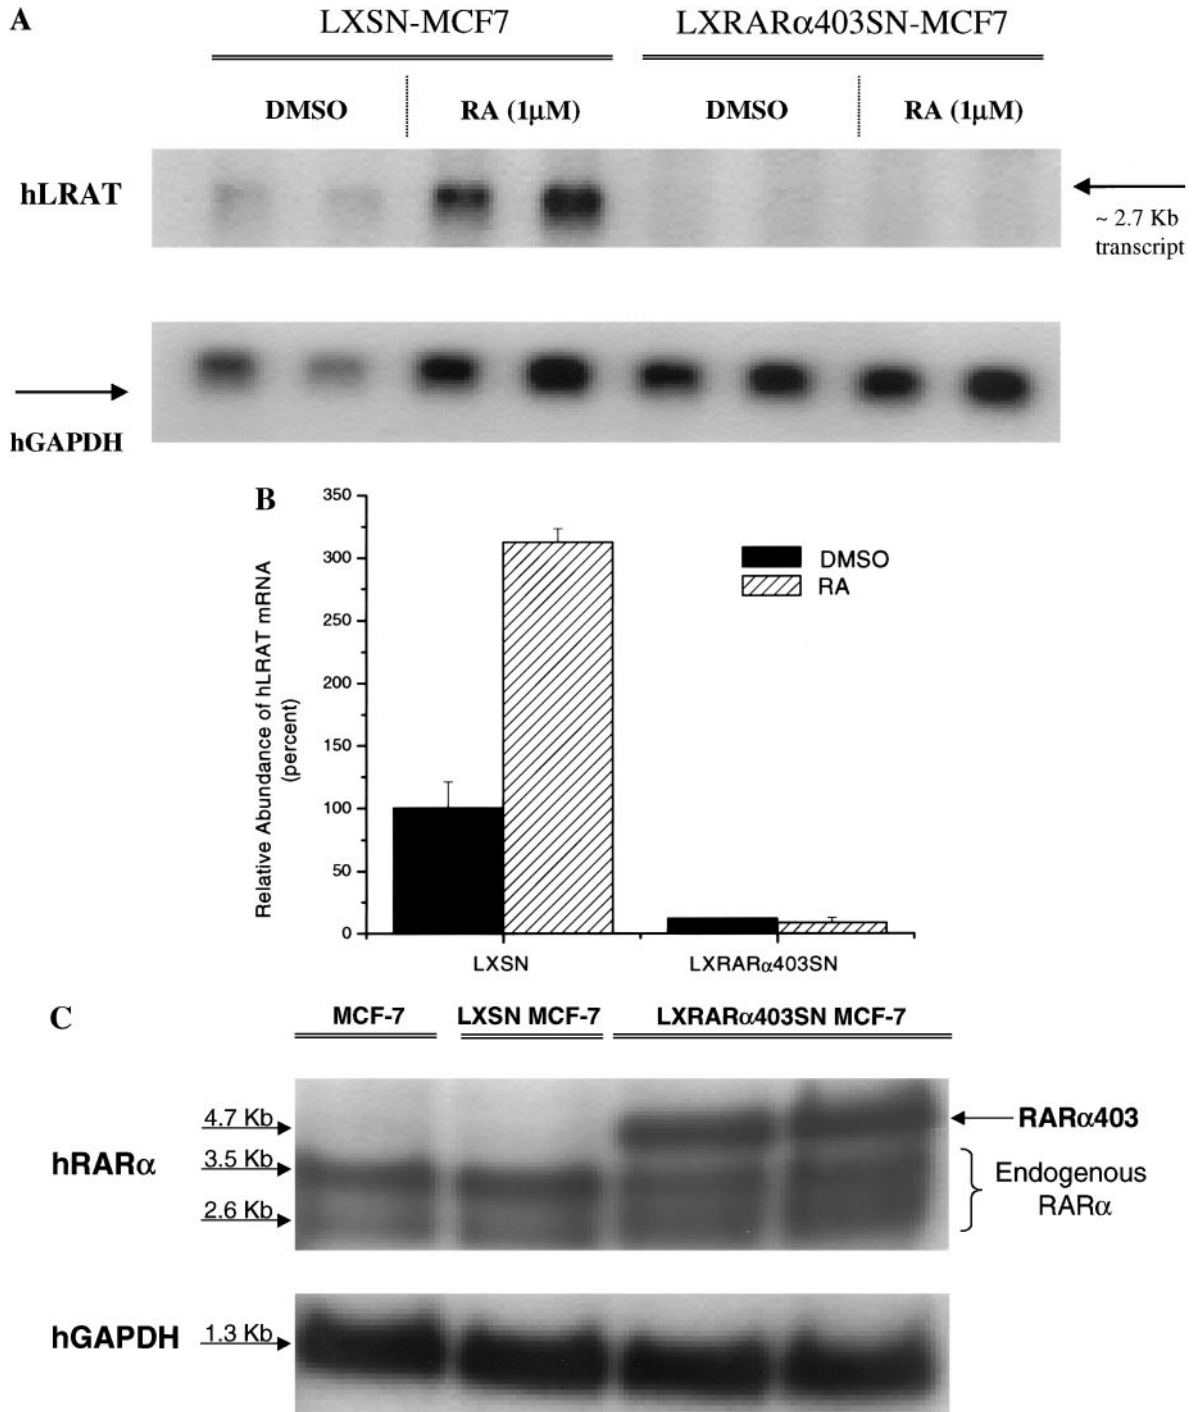 A
LXSN-MCF7 LXRARα403SN-MCF7
DMSO RA (1µM) DMSO RA (1µM)
hLRAT
~ 2.7 Kb
transcript
hGAPDH
B
350
300
250
200
150
100
50
0
Relative Abundance of hLRAT mRNA
(percent)
DMSO
RA
LXSN LXRARα403SN
C
MCF-7 LXSN MCF-7 LXRARα403SN MCF-7
4.7 Kb
3.5 Kb
2.6 Kb
hRARα
RARα403
Endogenous
RARα
hGAPDH 1.3 Kb